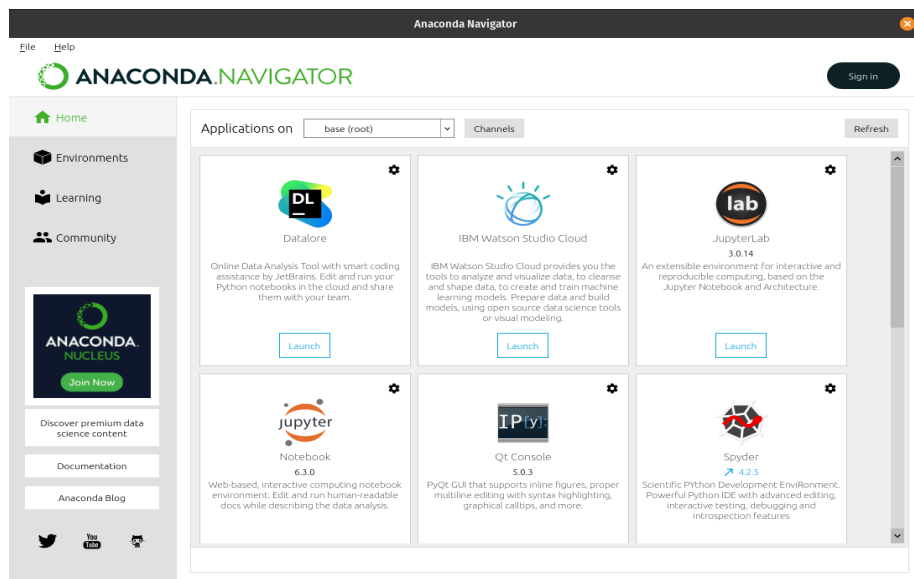 Anaconda Navigator
File Help
ANACONDA.NAVIGATOR
Sign in
Home
Environments
Learning
Community
ANACONDA.
NUCLEUS
Join Now
Discover premium data
science content
Documentation
Anaconda Blog
You
Tube
Applications on base (root) Channels Refresh
DL
Datalore
Online Data Analysis Tool with smart coding
assistance by JetBrains. Edit and run your
Python notebooks in the cloud and share
them with your team.
Launch
IBM Watson Studio Cloud
IBM Watson Studio Cloud provides you the
tools to analyze and visualize data, to cleanse
and shape data, to create and train machine
learning models. Prepare data and build
models, using open source data science tools
or visual modeling.
Launch
lab
JupyterLab
3.0.14
An extensible environment for interactive and
reproducible computing, based on the
Jupyter Notebook and Architecture.
Launch
jupyter
Notebook
6.3.0
Web-based, interactive computing notebook
environment. Edit and run human-readable
docs while describing the data analysis.
IP[y]:
Qt Console
5.0.3
PyQt GUI that supports inline figures, proper
multiline editing with syntax highlighting,
graphical calltips, and more.
Spyder
4.2.5
Scientific PYthon Development EnviRonment.
Powerful Python IDE with advanced editing,
interactive testing, debugging and
introspection features